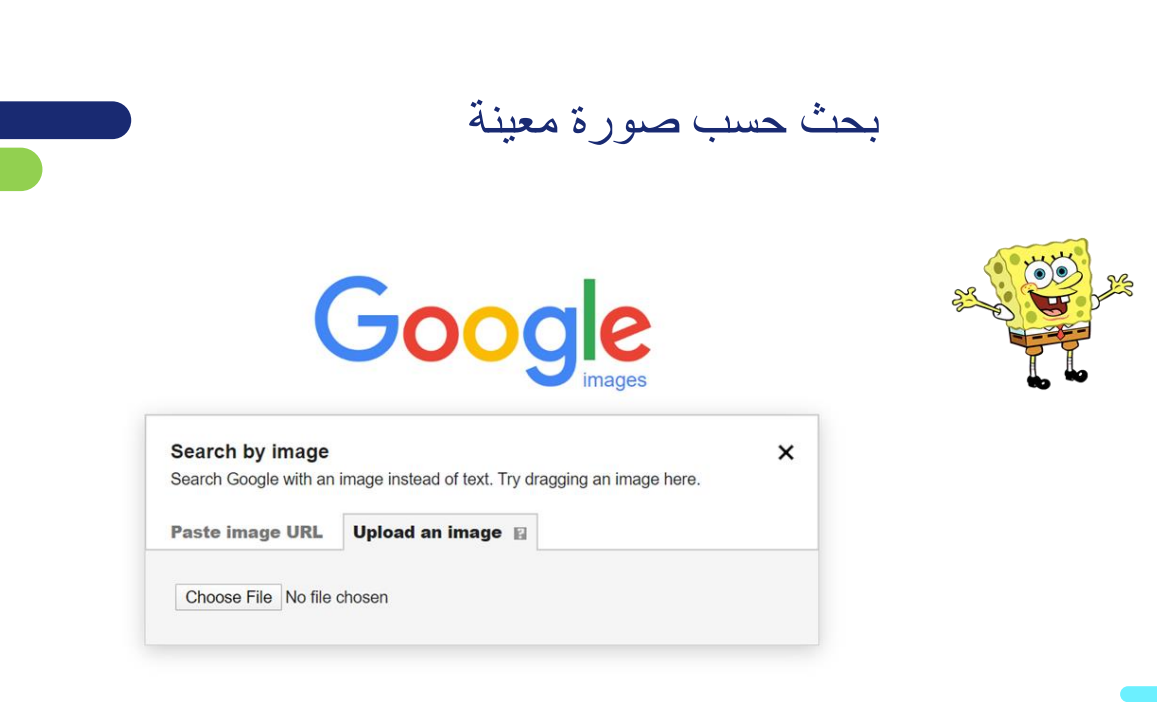 بحث حسب صورة معينة
Google
images
Search by image
Search Google with an image instead of text. Try dragging an image here.
Paste image URL Upload an image ?
Choose File No file chosen